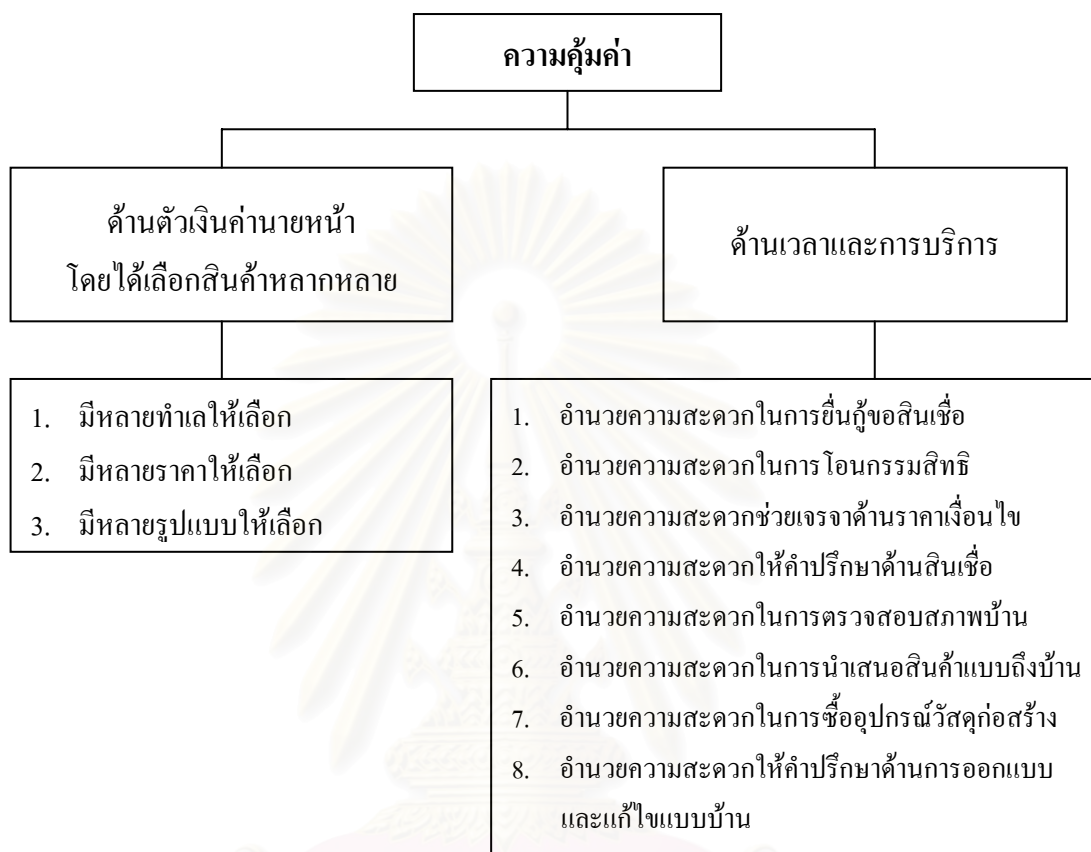 ความคุ้มค่า
ด้านตัวเงินค่านายหน้า
โดยได้เลือกสินค้าหลากหลาย
ด้านเวลาและการบริการ
1. มีหลายทำเลให้เลือก
2. มีหลายราคาให้เลือก
3. มีหลายรูปแบบให้เลือก
1. อำนวยความสะดวกในการยื่นกู้ขอสินเชื่อ
2. อำนวยความสะดวกในการโอนกรรมสิทธิ
3. อำนวยความสะดวกช่วยเจรจาด้านราคาเงื่อนไข
4. อำนวยความสะดวกให้คำปรึกษาด้านสินเชื่อ
5. อำนวยความสะดวกในการตรวจสอบสภาพบ้าน
6. อำนวยความสะดวกในการนำเสนอสินค้าแบบถึงบ้าน
7. อำนวยความสะดวกในการซื้ออุปกรณ์วัสดุก่อสร้าง
8. อำนวยความสะดวกให้คำปรึกษาด้านการออกแบบ
และแก้ไขแบบบ้าน